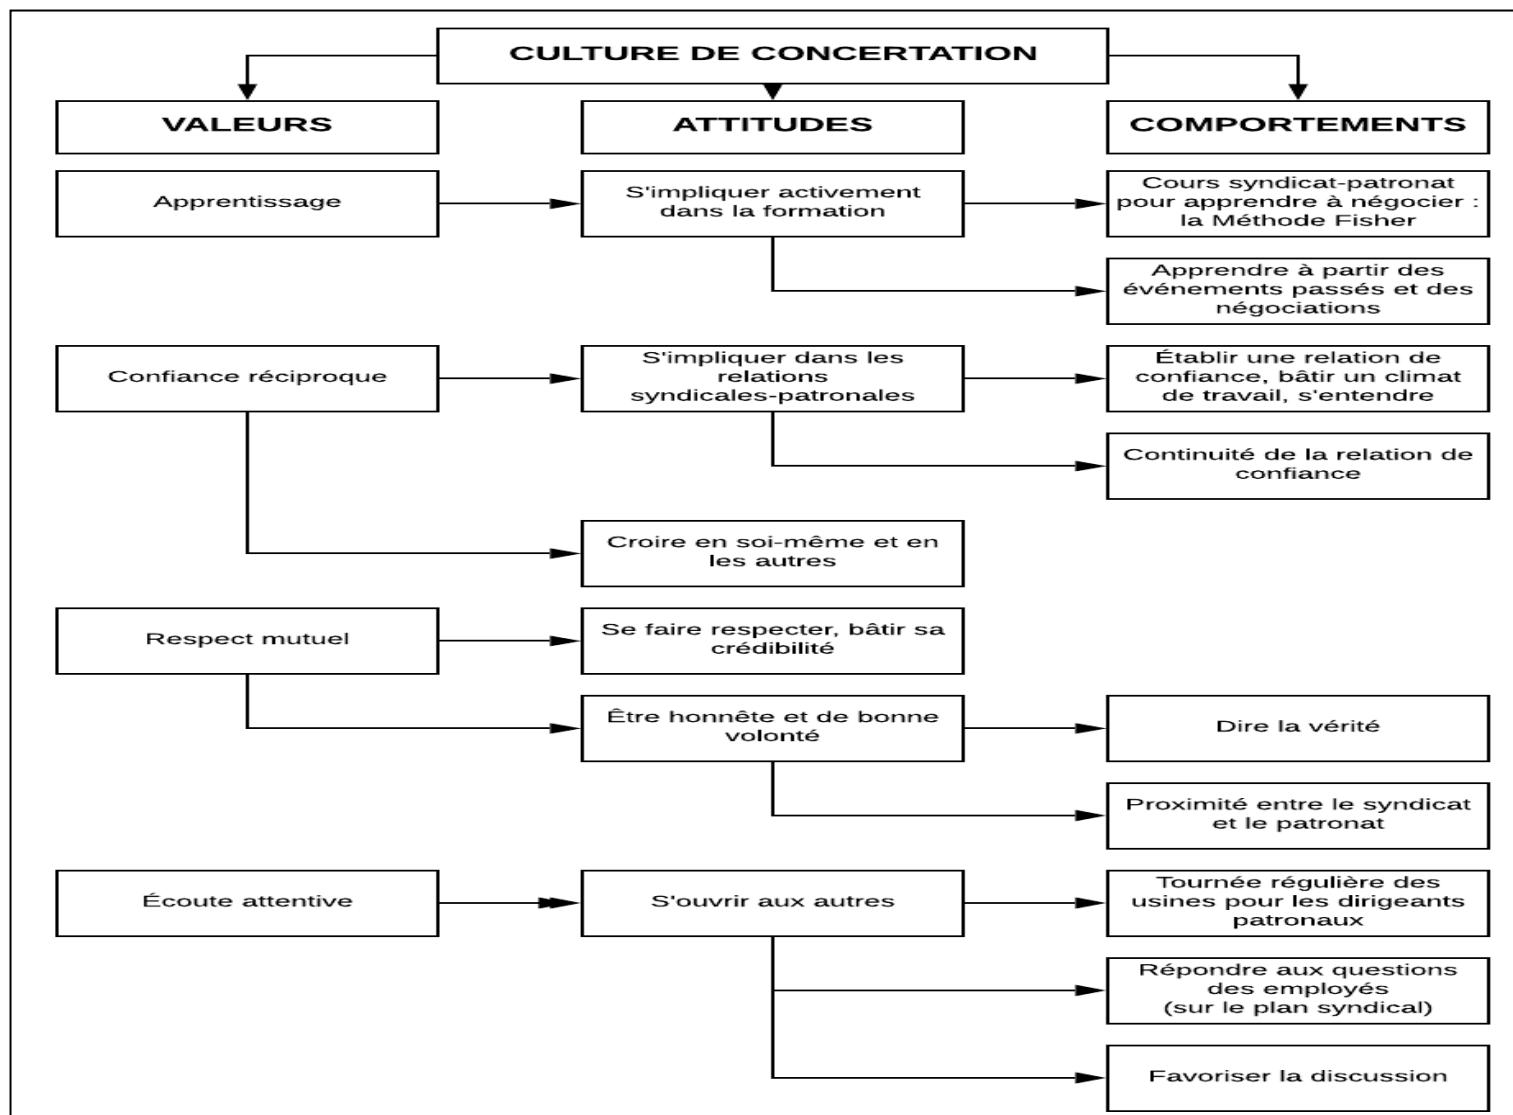 CULTURE DE CONCERTATION
VALEURS
ATTITUDES
COMPORTEMENTS
Apprentissage
S'impliquer activement
dans la formation
Cours syndicat-patronat
pour apprendre à négocier :
la Méthode Fisher
Apprendre à partir des
événements passés et des
négociations
Confiance réciproque
S'impliquer dans les
relations
syndicales-patronales
Établir une relation de
confiance, bâtir un climat
de travail, s'entendre
Continuité de la relation de
confiance
Croire en soi-même et en
les autres
Respect mutuel
Se faire respecter, bâtir sa
crédibilité
Être honnête et de bonne
volonté
Dire la vérité
Proximité entre le syndicat
et le patronat
Écoute attentive
S'ouvrir aux autres
Tournée régulière des
usines pour les dirigeants
patronaux
Répondre aux questions
des employés
(sur le plan syndical)
Favoriser la discussion